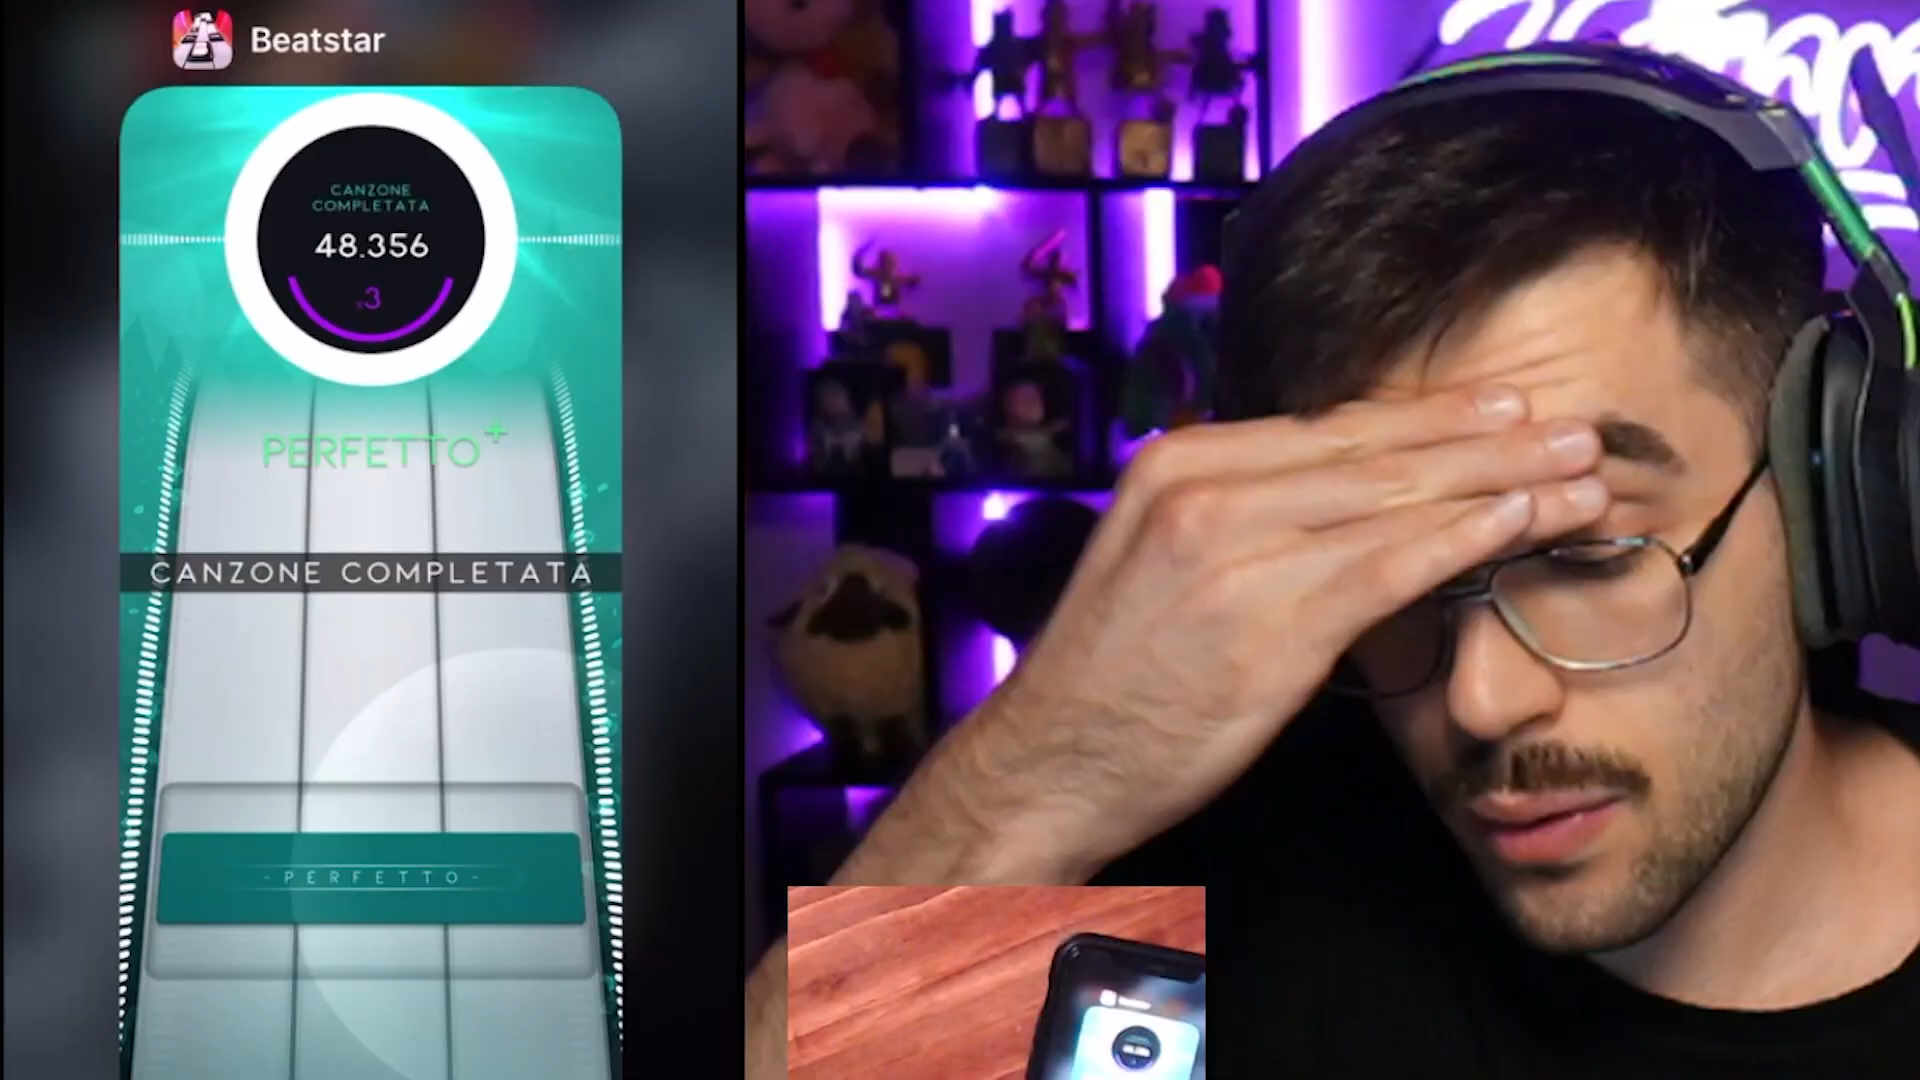 Beatstar
CANZONE
COMPLETATA
48.356
x3
PERFETTO+
CANZONE COMPLETATA
- PERFETTO -